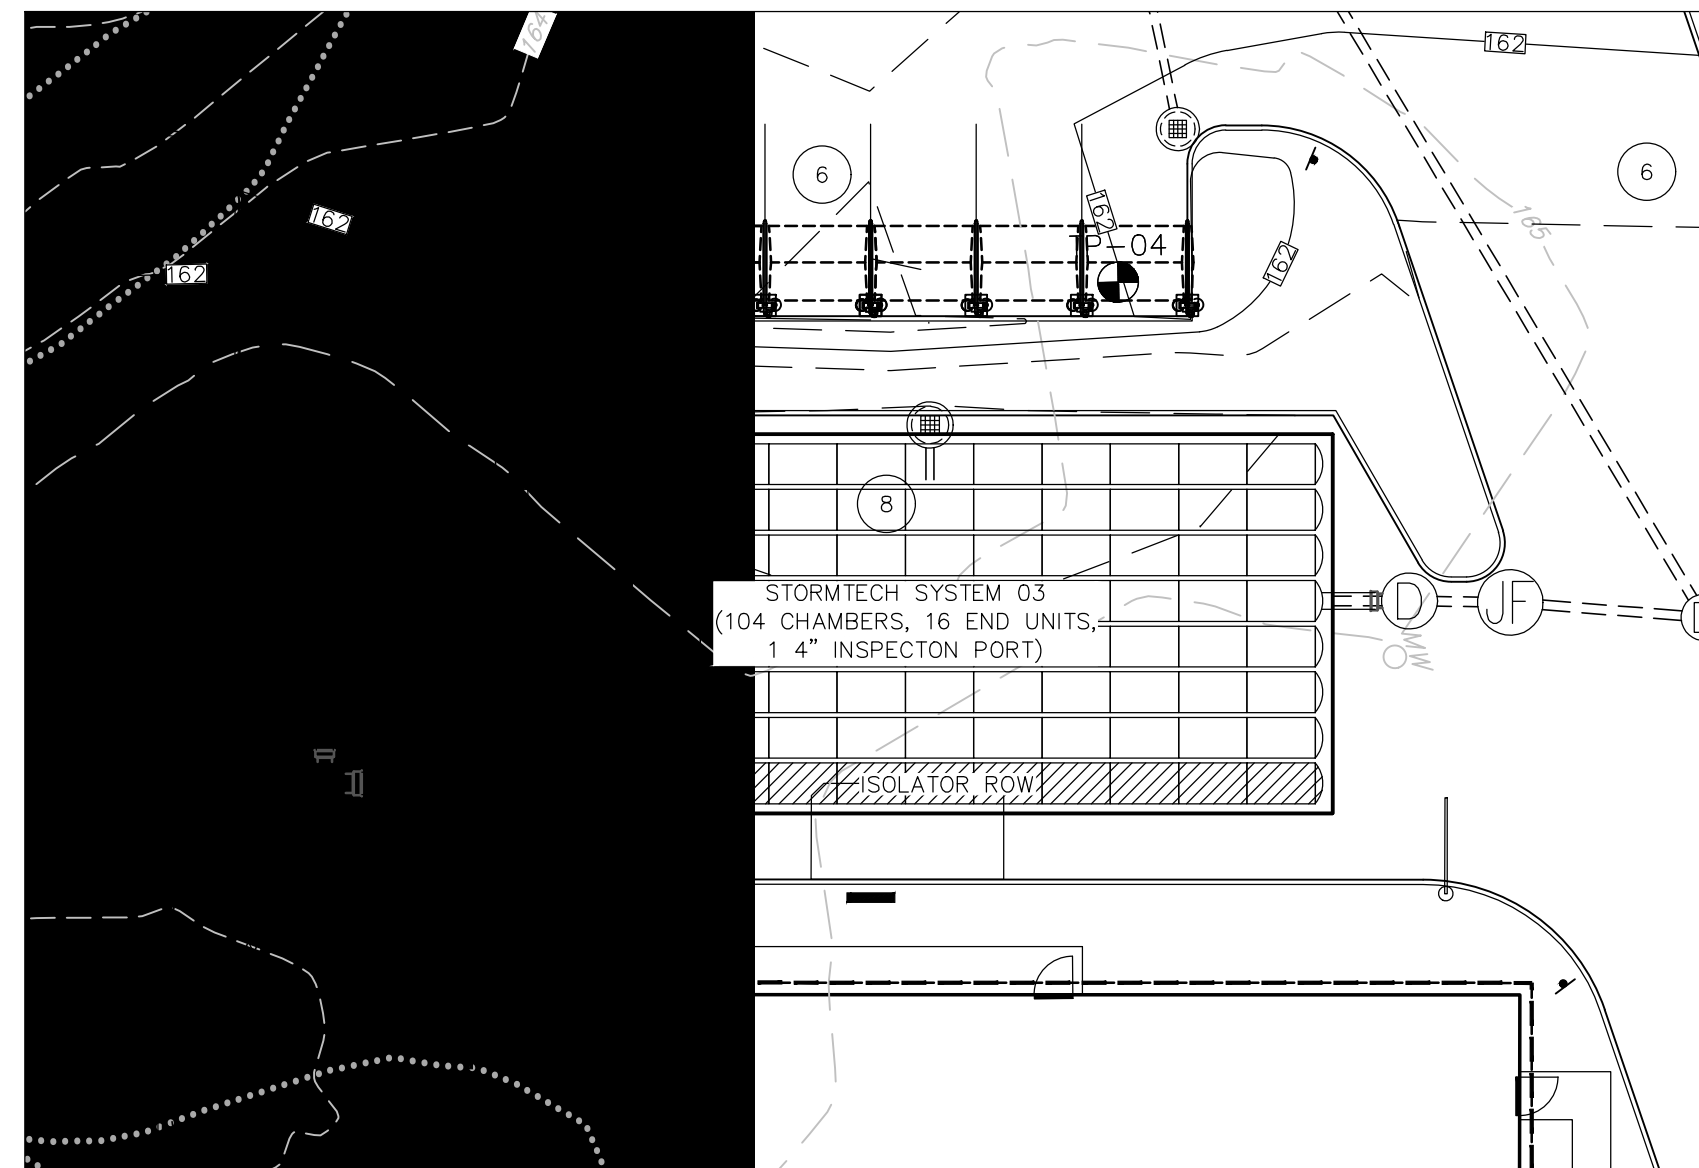 164
162
6
6
162
165
162
TP-04
162
162
8
STORMTECH SYSTEM 03
(104 CHAMBERS, 16 END UNITS,
1 4" INSPECTON PORT)
D
JF
D
MW
ISOLATOR ROW